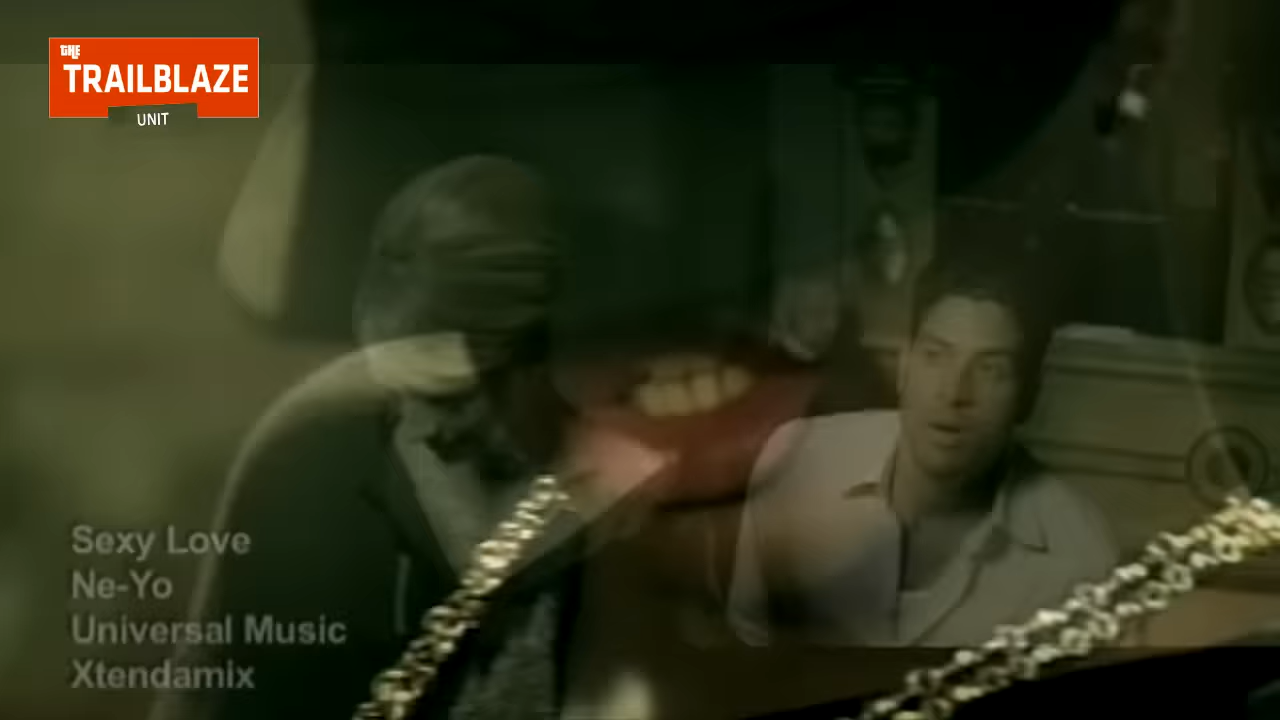 THE
TRAILBLAZE
UNIT
Sexy Love
Ne-Yo
Universal Music
Xtendamix